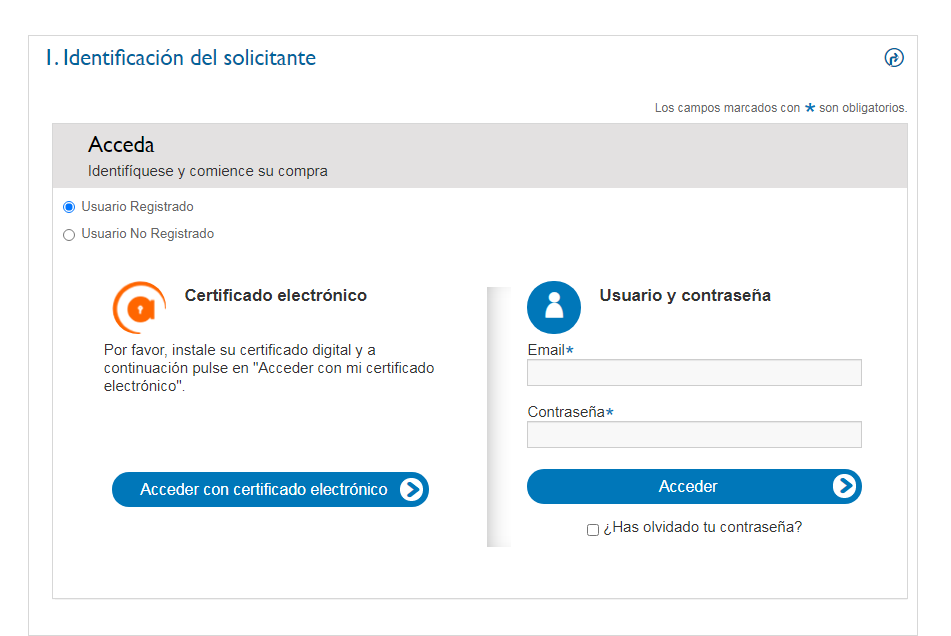 1. Identificación del solicitante
Los campos marcados con * son obligatorios.
Acceda
Identifíquese y comience su compra
Usuario Registrado
Usuario No Registrado
Certificado electrónico
Por favor, instale su certificado digital y a
continuación pulse en "Acceder con mi certificado
electrónico".
Acceder con certificado electrónico
Usuario y contraseña
Email*
Contraseña*
Acceder
¿Has olvidado tu contraseña?